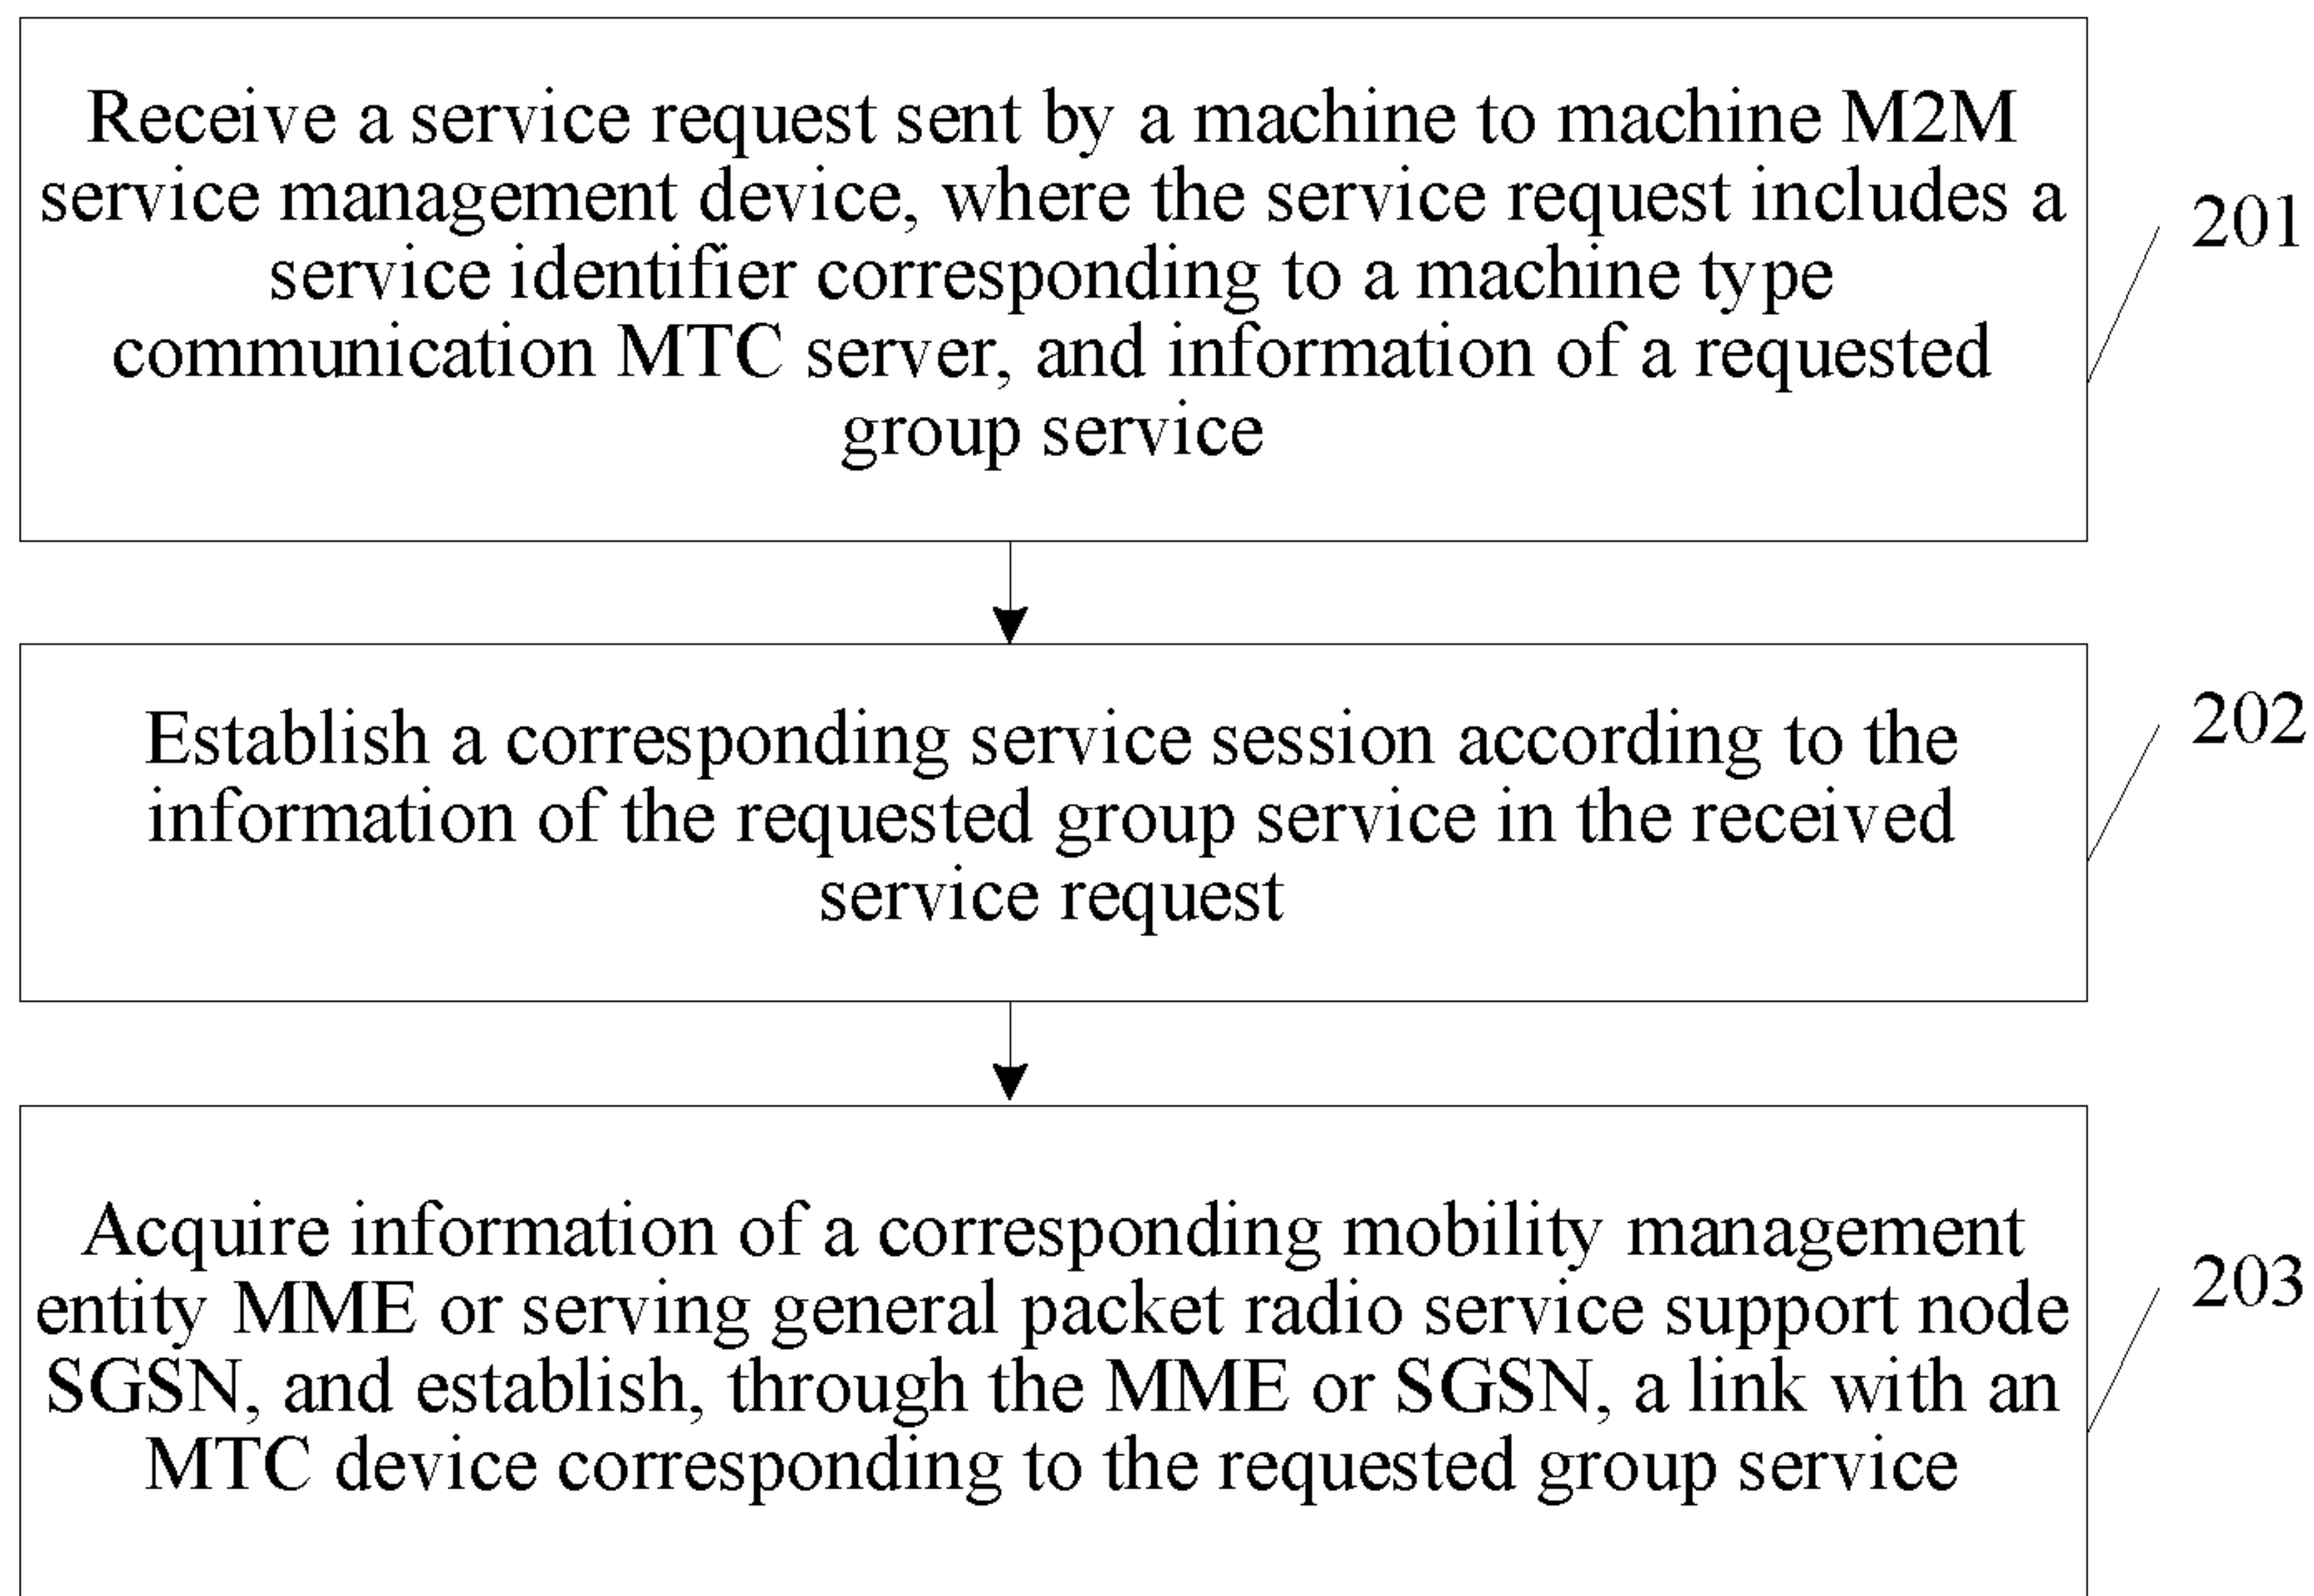 Receive a service request sent by a machine to machine M2M
service management device, where the service request includes a
service identifier corresponding to a machine type
communication MTC server, and information of a requested
group service
201
Establish a corresponding service session according to the
information of the requested group service in the received
service request
202
Acquire information of a corresponding mobility management
entity MME or serving general packet radio service support node
SGSN, and establish, through the MME or SGSN, a link with an
MTC device corresponding to the requested group service
203